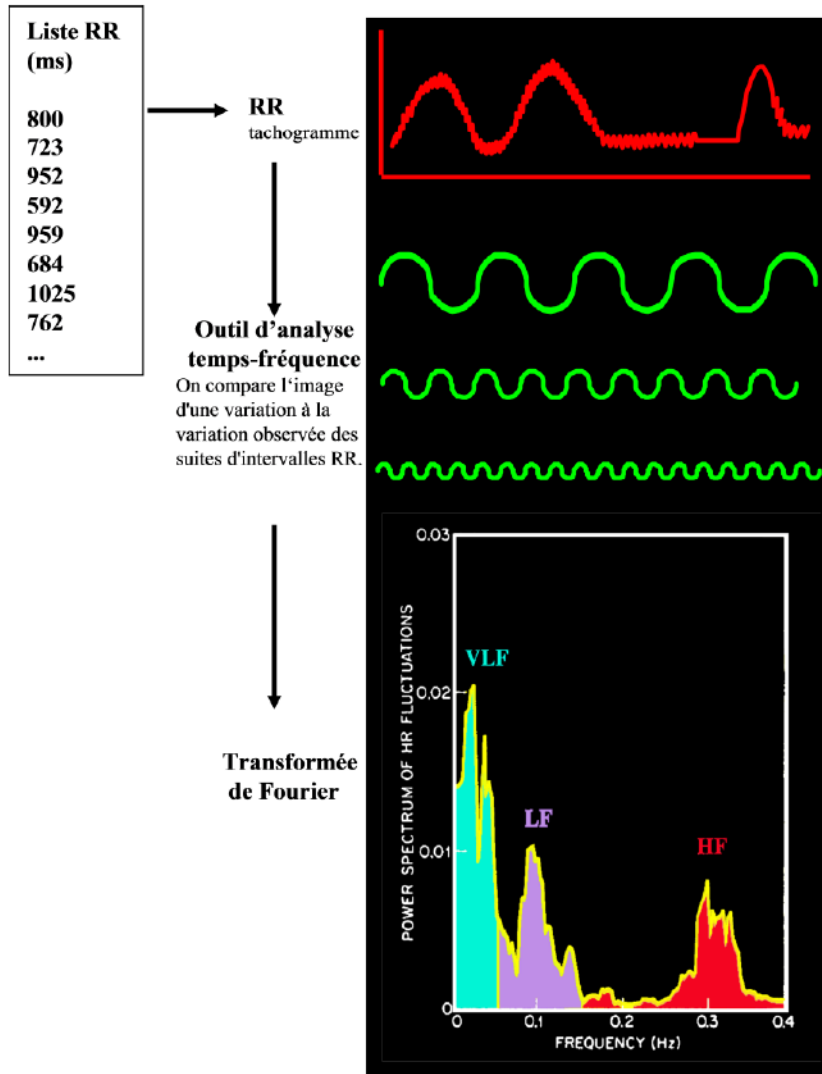 Liste RR
(ms)
800
723
952
592
959
684
1025
762
...
RR
tachogramme
Outil d'analyse
temps-fréquence
On compare l'image
d'une variation à la
variation observée des
suites d'intervalles RR.
Transformée
de Fourier
POWER SPECTRUM OF HR FLUCTUATIONS
0.03
0.02
0.01
0
VLF
LF
HF
0 0.1 0.2 0.3 0.4
FREQUENCY (Hz)